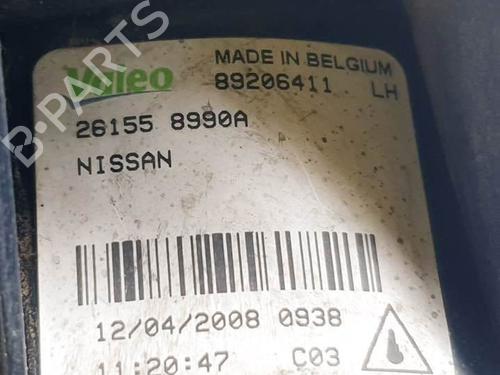 B-PARTS
Valeo
MADE IN BELGIUM
89206411 LH
26155 8990A
NISSAN
12/04/2008 0938
11:20:47 C03